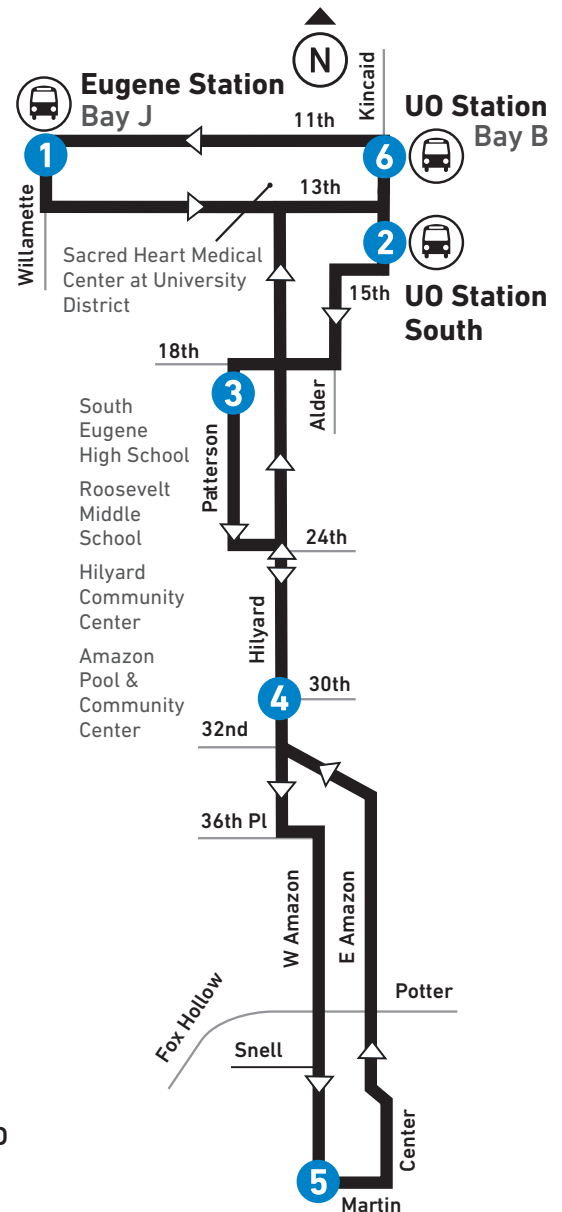 N
Kincaid
Eugene Station
Bay J
UO Station
Bay B
11th
1
6
13th
Willamette
2
Sacred Heart Medical
Center at University
District
15th
UO Station
South
18th
3
Alder
South
Eugene
High School
Patterson
Roosevelt
Middle
School
24th
Hilyard
Community
Center
Hilyard
Amazon
Pool &
Community
Center
4
30th
32nd
36th Pl
W Amazon
E Amazon
Potter
Fox Hollow
Snell
Center
5
Martin